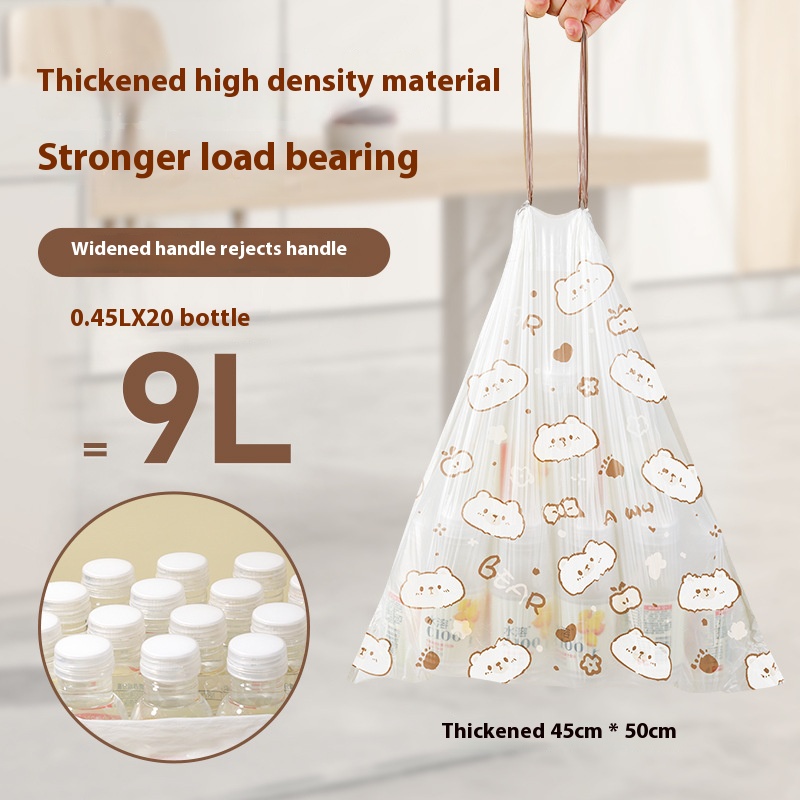 Thickened high density material
Stronger load bearing
Widened handle rejects handle
0.45LX20 bottle
= 9L
BEAR
Thickened 45cm * 50cm